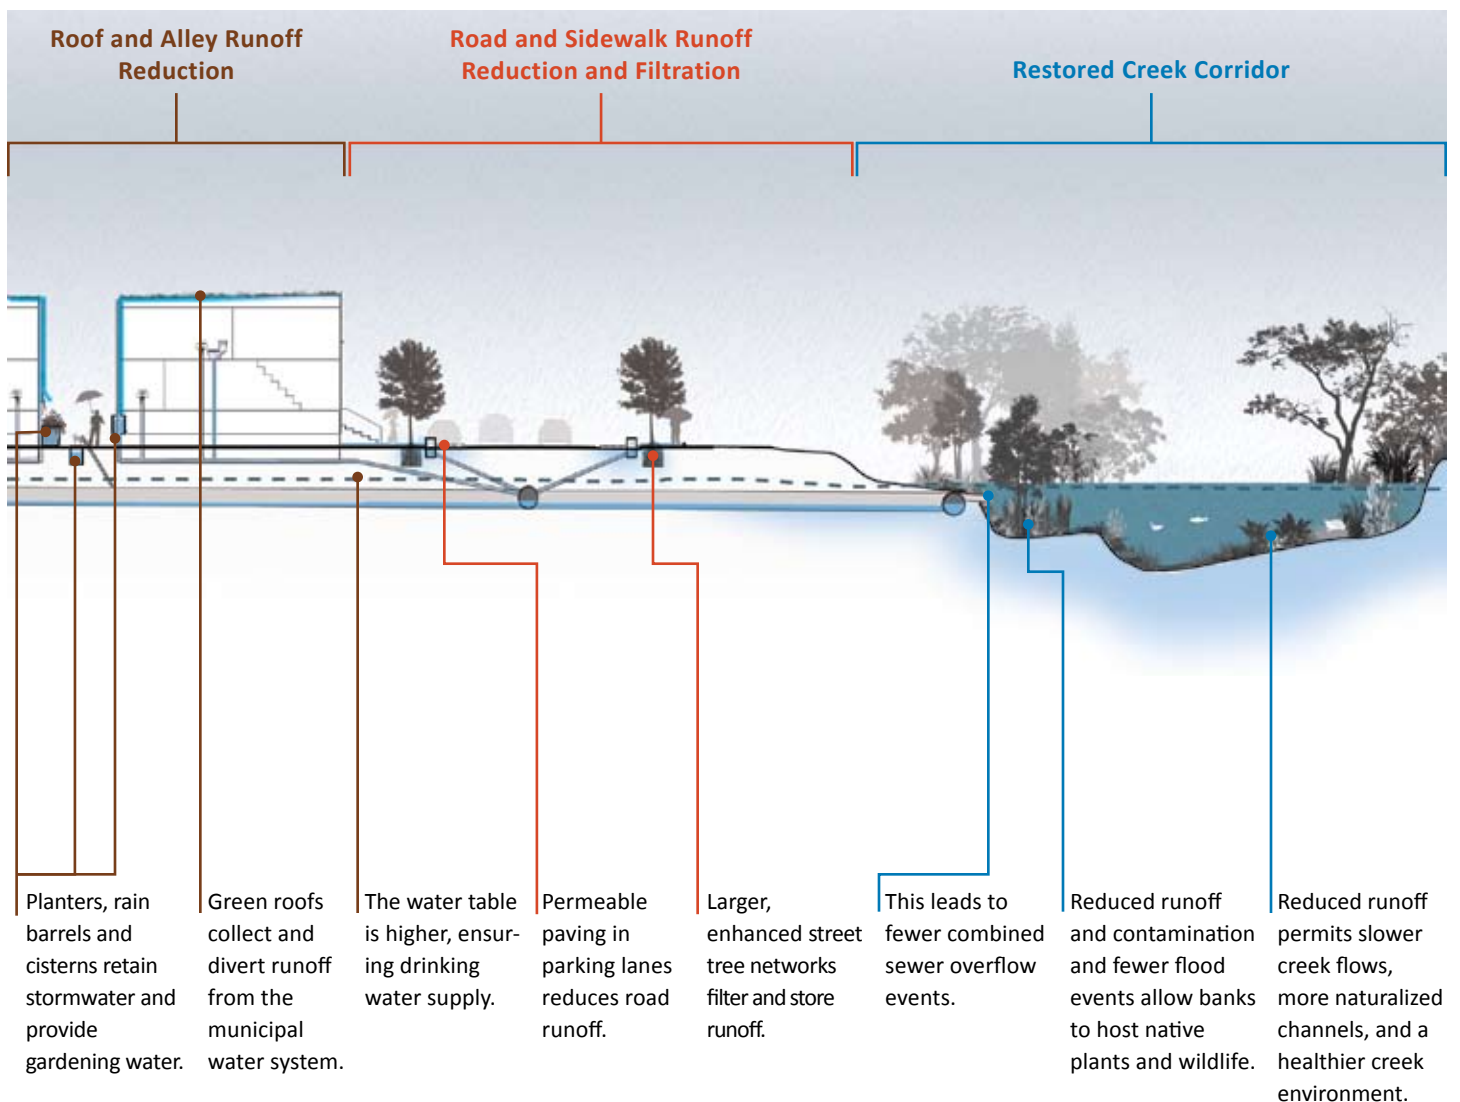 Roof and Alley Runoff
Reduction
Road and Sidewalk Runoff
Reduction and Filtration
Restored Creek Corridor
Planters, rain
barrels and
cisterns retain
stormwater and
provide
gardening water.
Green roofs
collect and
divert runoff
from the
municipal
water system.
The water table
is higher, ensur-
ing drinking
water supply.
Permeable
paving in
parking lanes
reduces road
runoff.
Larger,
enhanced street
tree networks
filter and store
runoff.
This leads to
fewer combined
sewer overflow
events.
Reduced runoff
and contamination
and fewer flood
events allow banks
to host native
plants and wildlife.
Reduced runoff
permits slower
creek flows,
more naturalized
channels, and a
healthier creek
environment.